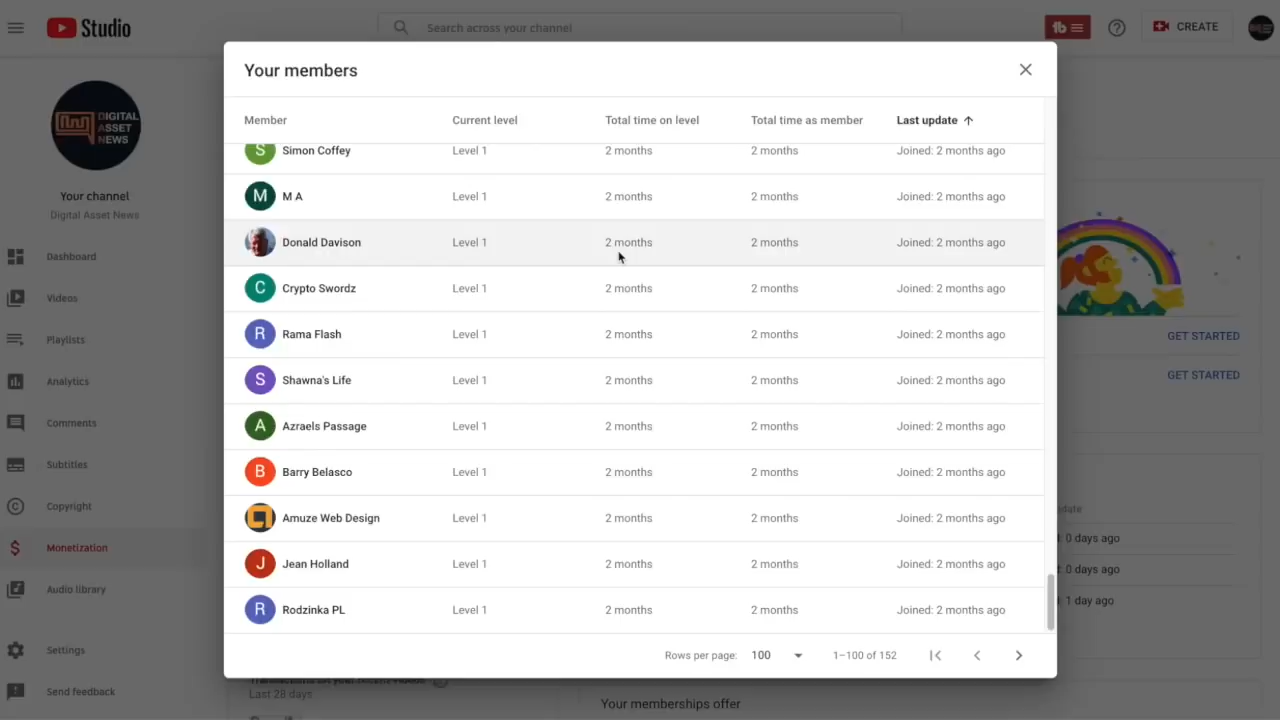 Studio
Search across your channel
CREATE
DIGITAL
ASSET
NEWS
Your channel
Digital Asset News
Dashboard
Videos
Playlists
Analytics
Comments
Subtitles
Copyright
Monetization
Audio library
Settings
Send feedback
Your members
Member Current level Total time on level Total time as member Last update
S Simon Coffey Level 1 2 months 2 months Joined: 2 months ago
M M A Level 1 2 months 2 months Joined: 2 months ago
Donald Davison Level 1 2 months 2 months Joined: 2 months ago
C Crypto Swordz Level 1 2 months 2 months Joined: 2 months ago
R Rama Flash Level 1 2 months 2 months Joined: 2 months ago
S Shawna's Life Level 1 2 months 2 months Joined: 2 months ago
A Azraels Passage Level 1 2 months 2 months Joined: 2 months ago
B Barry Belasco Level 1 2 months 2 months Joined: 2 months ago
Amuze Web Design Level 1 2 months 2 months Joined: 2 months ago
J Jean Holland Level 1 2 months 2 months Joined: 2 months ago
R Rodzinka PL Level 1 2 months 2 months Joined: 2 months ago
Rows per page: 100 1–100 of 152
GET STARTED
GET STARTED
0 days ago
0 days ago
1 day ago
Last 28 days
Your memberships offer